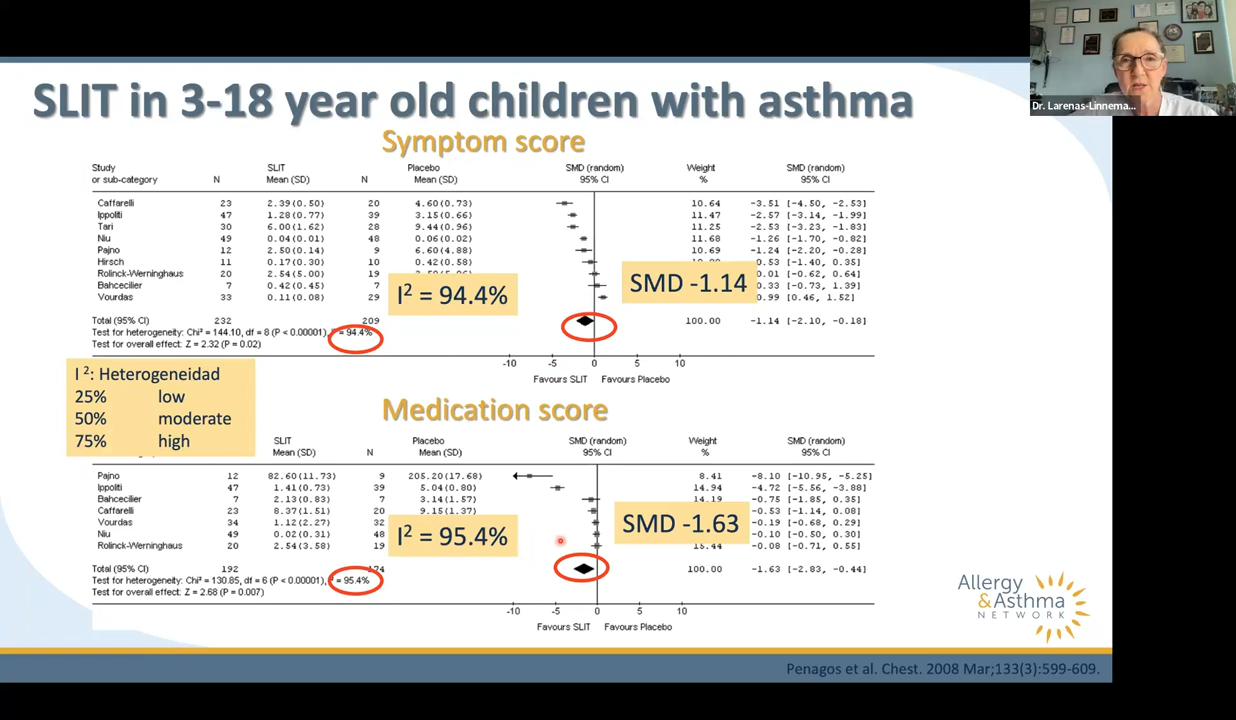 Dr. Larenas-Linnema...
SLIT in 3-18 year old children with asthma
Symptom score
Study SLIT Placebo SMD (random) Weight SMD (random)
or sub-category N Mean (SD) N Mean (SD) 95% CI % 95% CI
Caffarelli 23 2.39(0.50) 20 4.60(0.73) 10.64 -3.51 [-4.50, -2.53]
Ippoliti 47 1.28(0.77) 39 3.15(0.66) 11.47 -2.57 [-3.14, -1.99]
Tari 30 6.00(1.62) 28 9.44(0.96) 11.25 -2.53 [-3.23, -1.83]
Niu 49 0.04(0.01) 48 0.06(0.02) 11.68 -1.26 [-1.70, -0.82]
Pajno 12 2.50(0.14) 9 6.60(4.88) 10.69 -1.24 [-2.20, -0.28]
Hirsch 11 0.17(0.30) 10 0.42(0.58) 0.53 [-1.40, 0.35]
Rolinck-Werninghaus 20 2.54(5.00) 19 0.01 [-0.62, 0.64]
Bahceciler 7 0.42(0.45) 7 0.33 [-0.73, 1.39]
Vourdas 33 0.11(0.08) 29 0.99 [0.46, 1.52]
I² = 94.4%
SMD -1.14
Total (95% CI) 232 209 100.00 -1.14 [-2.10, -0.18]
Test for heterogeneity: Chi² = 144.10, df = 8 (P < 0.00001), = 94.4%
Test for overall effect: Z = 2.32 (P = 0.02)
-10 -5 0 5 10
Favours SLIT Favours Placebo
I ²: Heterogeneidad
25% low
50% moderate
75% high
Medication score
SLIT Placebo SMD (random) Weight SMD (random)
Mean (SD) N Mean (SD) 95% CI % 95% CI
Pajno 12 82.60(11.73) 9 205.20(17.68) 8.41 -8.10 [-10.95, -5.25]
Ippoliti 47 1.41(0.73) 39 5.04(0.80) 14.94 -4.72 [-5.56, -3.88]
Bahcecilier 7 2.13(0.83) 7 3.14(1.57) 14.19 -0.75 [-1.85, 0.35]
Caffarelli 23 8.37(1.51) 20 9.15(1.37) -0.53 [-1.14, 0.08]
Vourdas 34 1.12(2.27) 32 -0.19 [-0.68, 0.29]
Niu 49 0.02(0.31) 48 -0.10 [-0.50, 0.30]
Rolinck-Werninghaus 20 2.54(3.58) 19 15.44 -0.08 [-0.71, 0.55]
I² = 95.4%
SMD -1.63
Total (95% CI) 192 174 100.00 -1.63 [-2.83, -0.44]
Test for heterogeneity: Chi² = 130.85, df = 6 (P < 0.00001), = 95.4%
Test for overall effect: Z = 2.68 (P = 0.007)
-10 -5 0 5 10
Favours SLIT Favours Placebo
Allergy
&Asthma
NETWORK
Penagos et al. Chest. 2008 Mar;133(3):599-609.